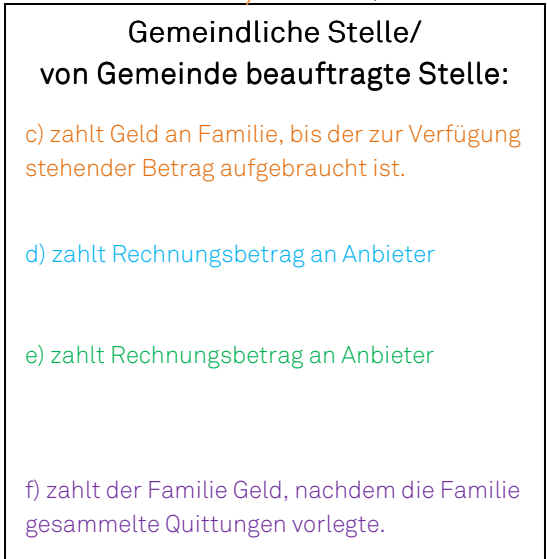 Gemeindliche Stelle/
von Gemeinde beauftragte Stelle:
c) zahlt Geld an Familie, bis der zur Verfügung
stehender Betrag aufgebraucht ist.
d) zahlt Rechnungsbetrag an Anbieter
e) zahlt Rechnungsbetrag an Anbieter
f) zahlt der Familie Geld, nachdem die Familie
gesammelte Quittungen vorlegte.